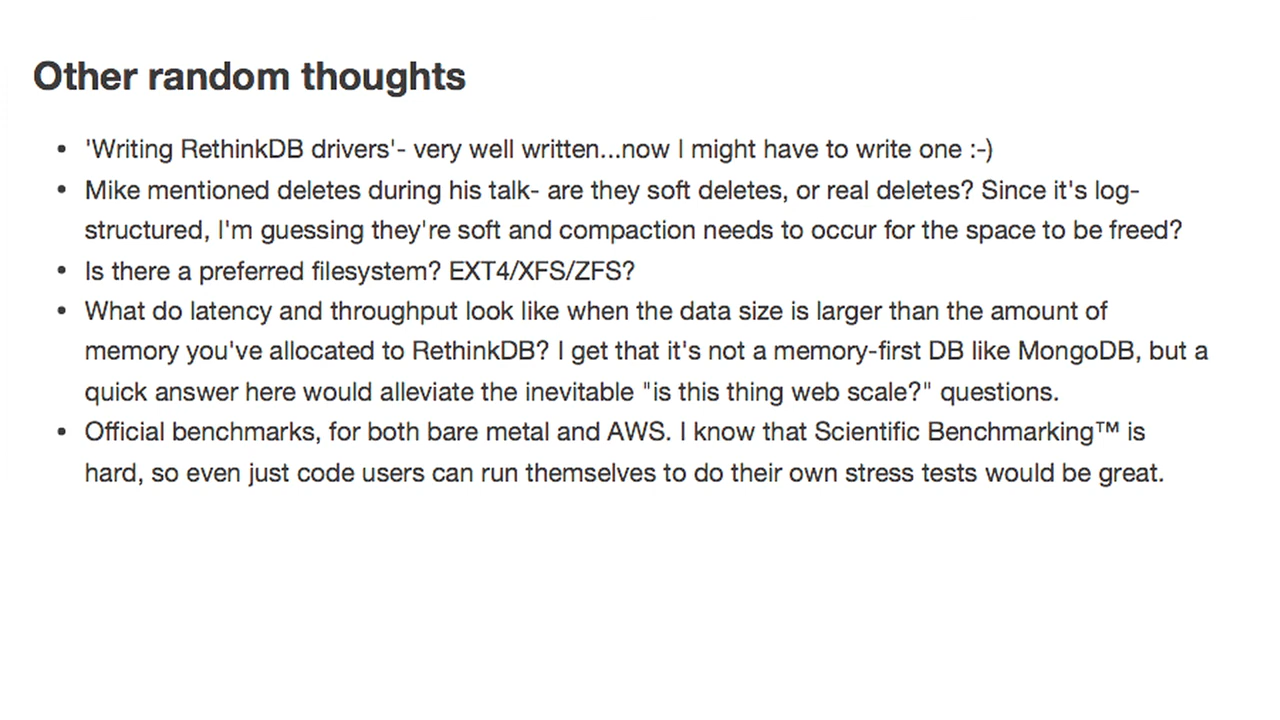 Other random thoughts
• 'Writing RethinkDB drivers'- very well written...now I might have to write one :-)
• Mike mentioned deletes during his talk- are they soft deletes, or real deletes? Since it's log-
structured, I'm guessing they're soft and compaction needs to occur for the space to be freed?
• Is there a preferred filesystem? EXT4/XFS/ZFS?
• What do latency and throughput look like when the data size is larger than the amount of
memory you've allocated to RethinkDB? I get that it's not a memory-first DB like MongoDB, but a
quick answer here would alleviate the inevitable "is this thing web scale?" questions.
• Official benchmarks, for both bare metal and AWS. I know that Scientific Benchmarking™ is
hard, so even just code users can run themselves to do their own stress tests would be great.